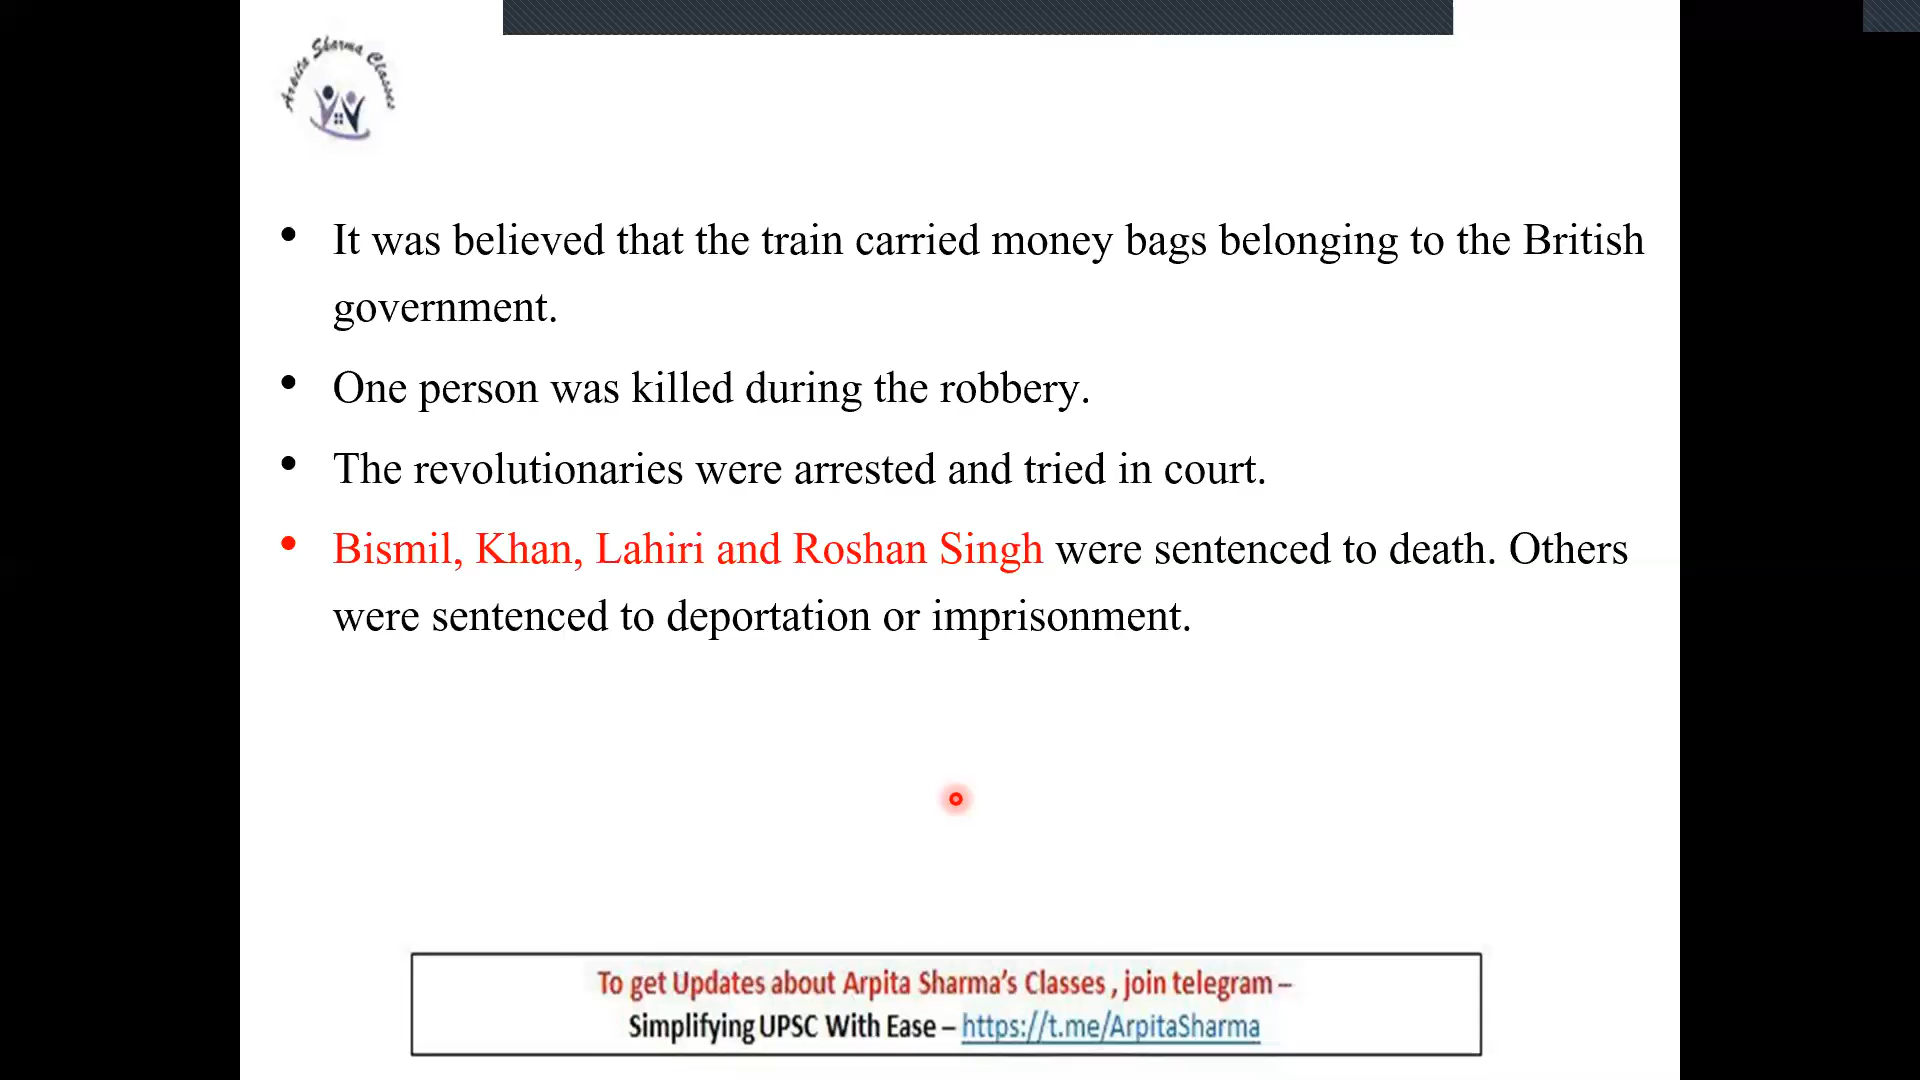 Arpita Sharma Classes
• It was believed that the train carried money bags belonging to the British
government.
• One person was killed during the robbery.
• The revolutionaries were arrested and tried in court.
• Bismil, Khan, Lahiri and Roshan Singh were sentenced to death. Others
were sentenced to deportation or imprisonment.
To get Updates about Arpita Sharma’s Classes , join telegram –
Simplifying UPSC With Ease – https://t.me/ArpitaSharma